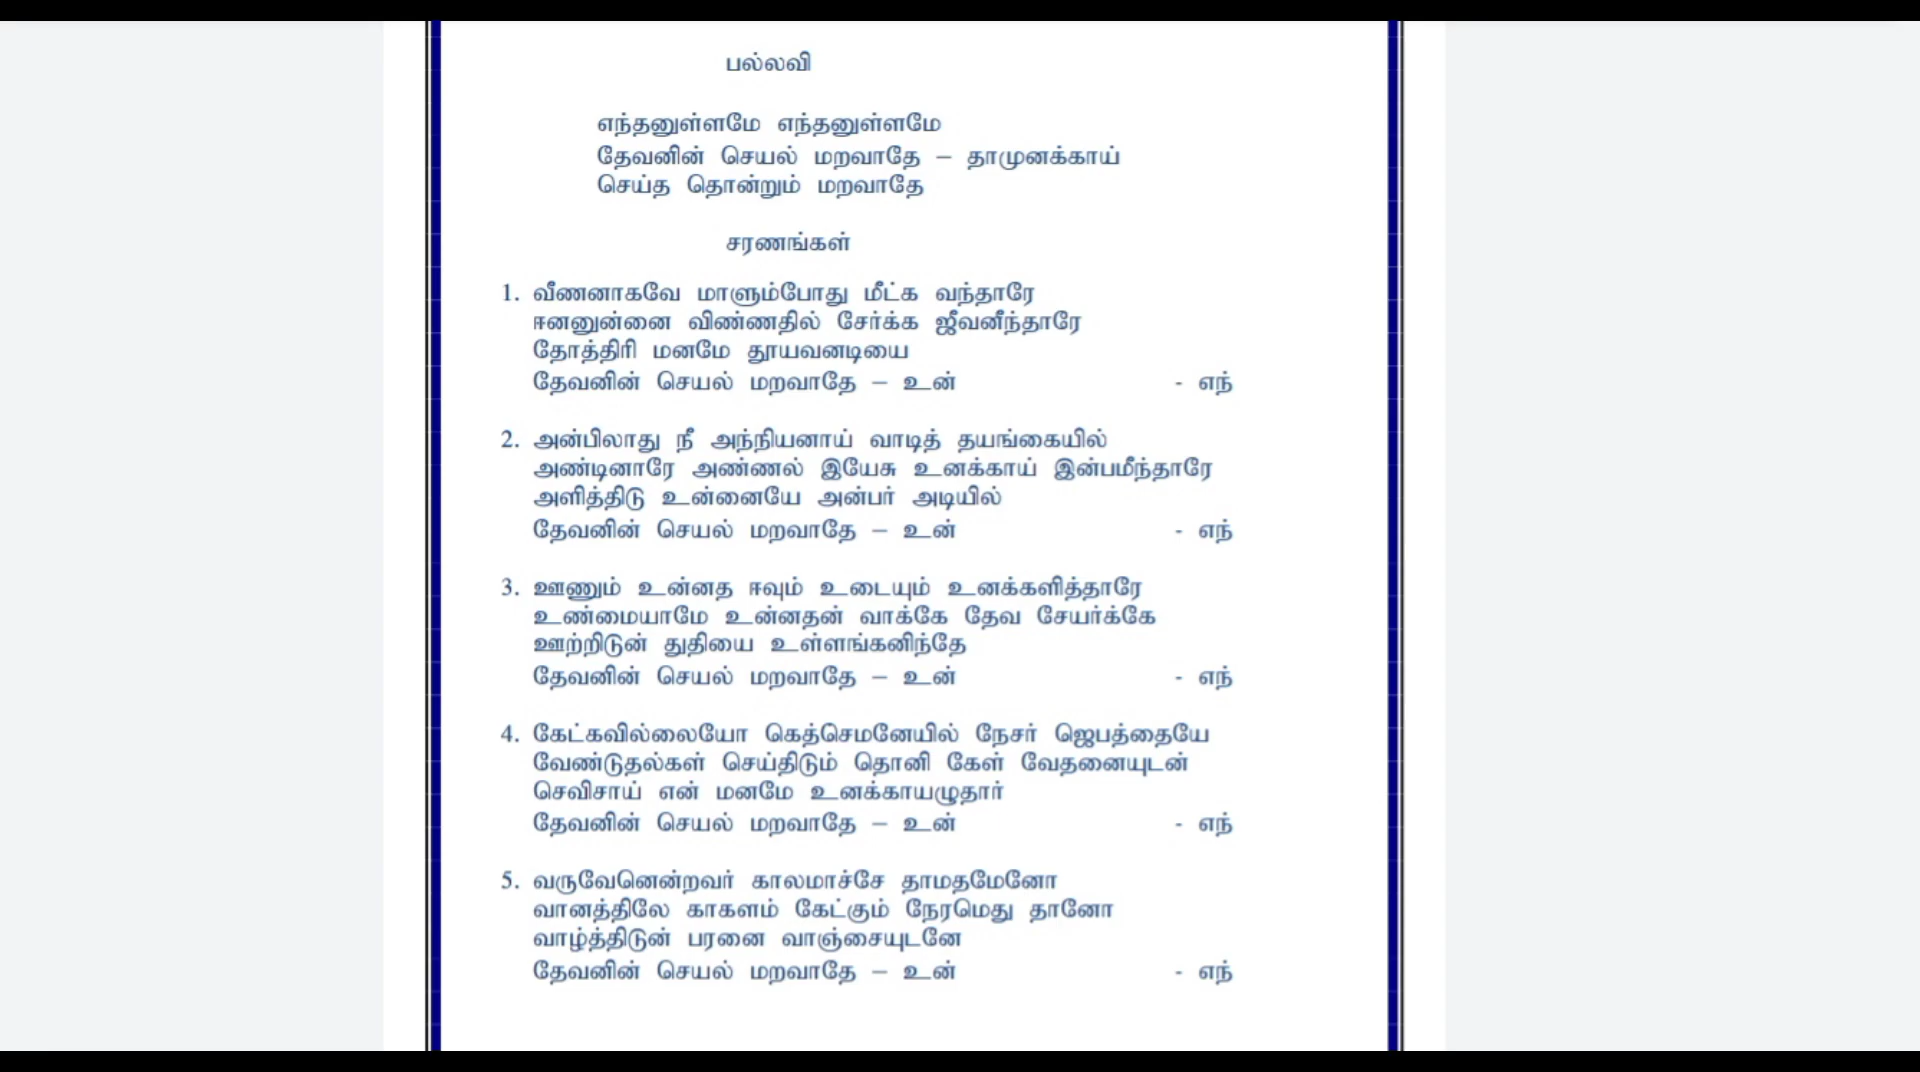 பல்லவி
எந்தனுள்ளமே எந்தனுள்ளமே
தேவனின் செயல் மறவாதே – தாமுனக்காய்
செய்த தொன்றும் மறவாதே
சரணங்கள்
1. வீணனாகவே மாளும்போது மீட்க வந்தாரே
ஈனனுன்னை விண்ணதில் சேர்க்க ஜீவனீந்தாரே
தோத்திரி மனமே தூயவனடியை
தேவனின் செயல் மறவாதே – உன் - எந்
2. அன்பிலாது நீ அந்நியனாய் வாடித் தயங்கையில்
அண்டினாரே அண்ணல் இயேசு உனக்காய் இன்பமீந்தாரே
அளித்திடு உன்னையே அன்பர் அடியில்
தேவனின் செயல் மறவாதே – உன் - எந்
3. ஊணும் உன்னத ஈவும் உடையும் உனக்களித்தாரே
உண்மையாமே உன்னதன் வாக்கே தேவ சேயர்க்கே
ஊற்றிடுன் துதியை உள்ளங்கனிந்தே
தேவனின் செயல் மறவாதே – உன் - எந்
4. கேட்கவில்லையோ கெத்செமனேயில் நேசர் ஜெபத்தையே
வேண்டுதல்கள் செய்திடும் தொனி கேள் வேதனையுடன்
செவிசாய் என் மனமே உனக்காயழுதார்
தேவனின் செயல் மறவாதே – உன் - எந்
5. வருவேனென்றவர் காலமாச்சே தாமதமேனோ
வானத்திலே காகளம் கேட்கும் நேரமெது தானோ
வாழ்த்திடுன் பரனை வாஞ்சையுடனே
தேவனின் செயல் மறவாதே – உன் - எந்